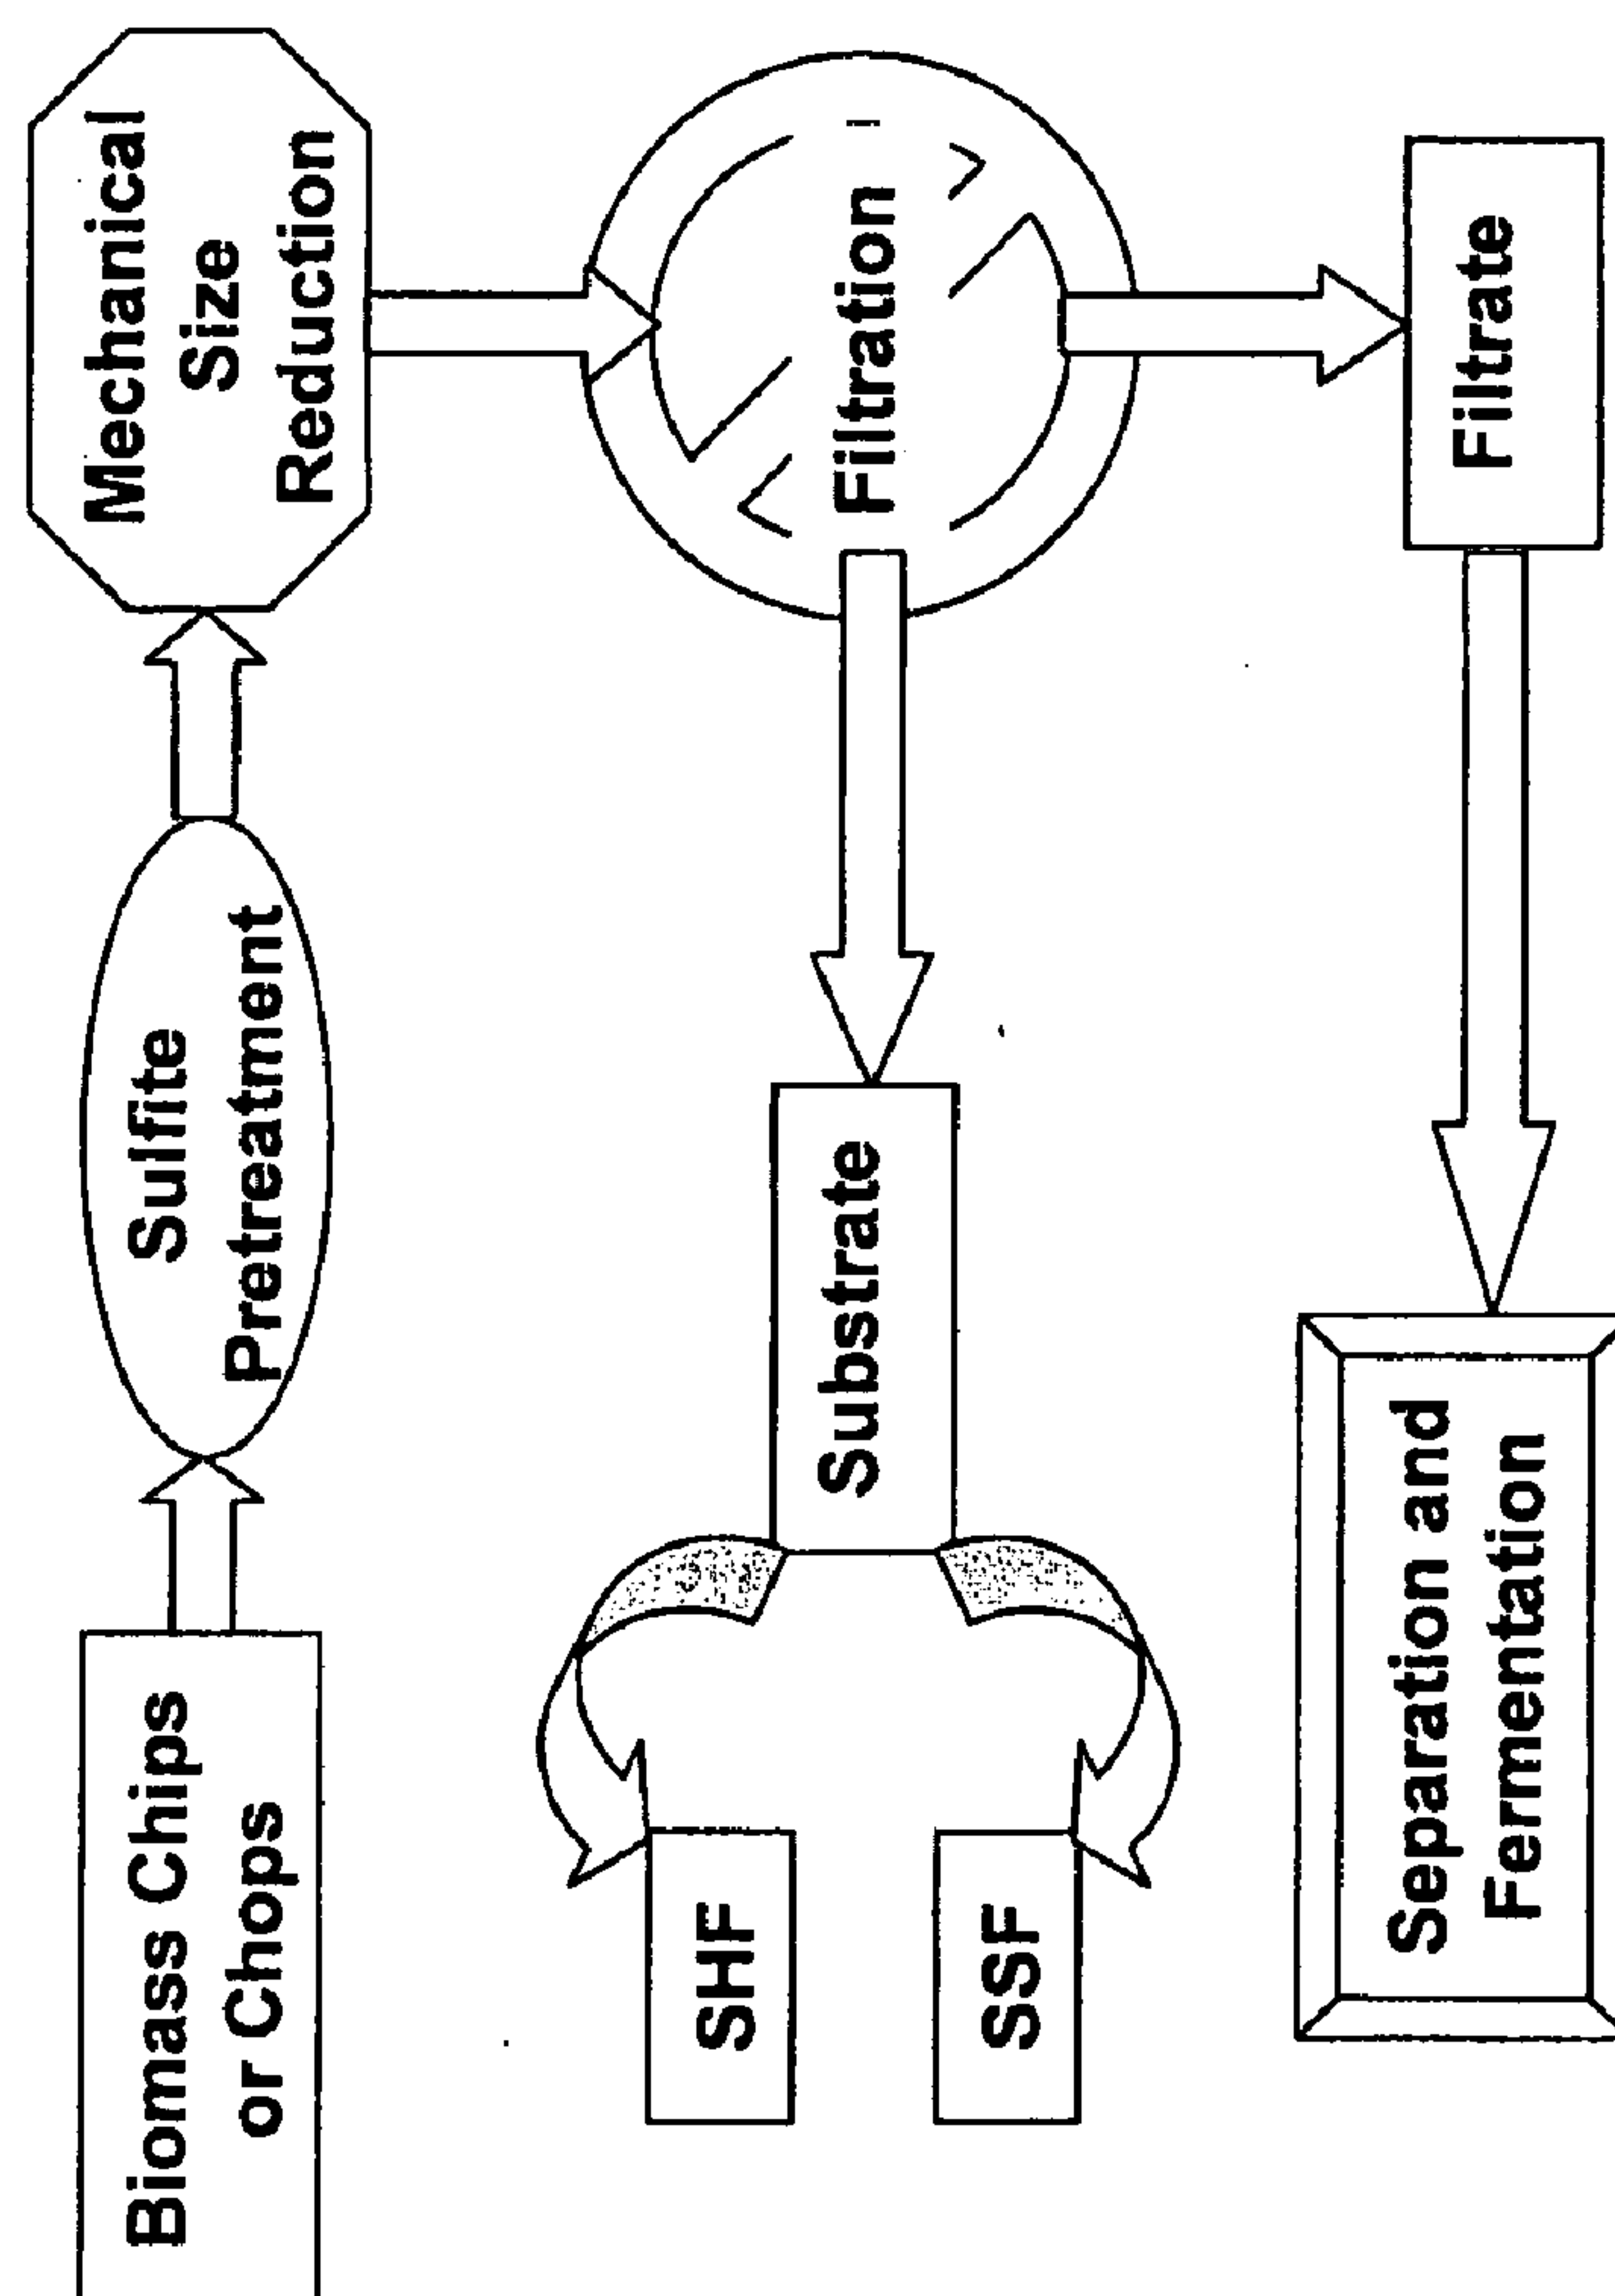 Biomass Chips
or Chops
Sulfite
Pretreatment
Mechanical
Size
Reduction
Filtration
Substrate
SHF
SSF
Filtrate
Separation and
Fermentation